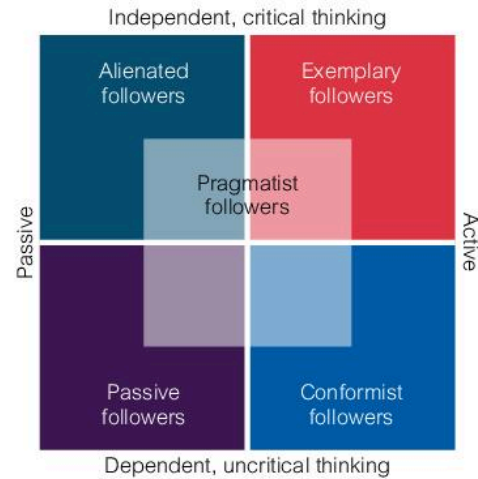 Independent, critical thinking
Alienated
followers
Exemplary
followers
Pragmatist
followers
Passive
Active
Passive
followers
Conformist
followers
Dependent, uncritical thinking